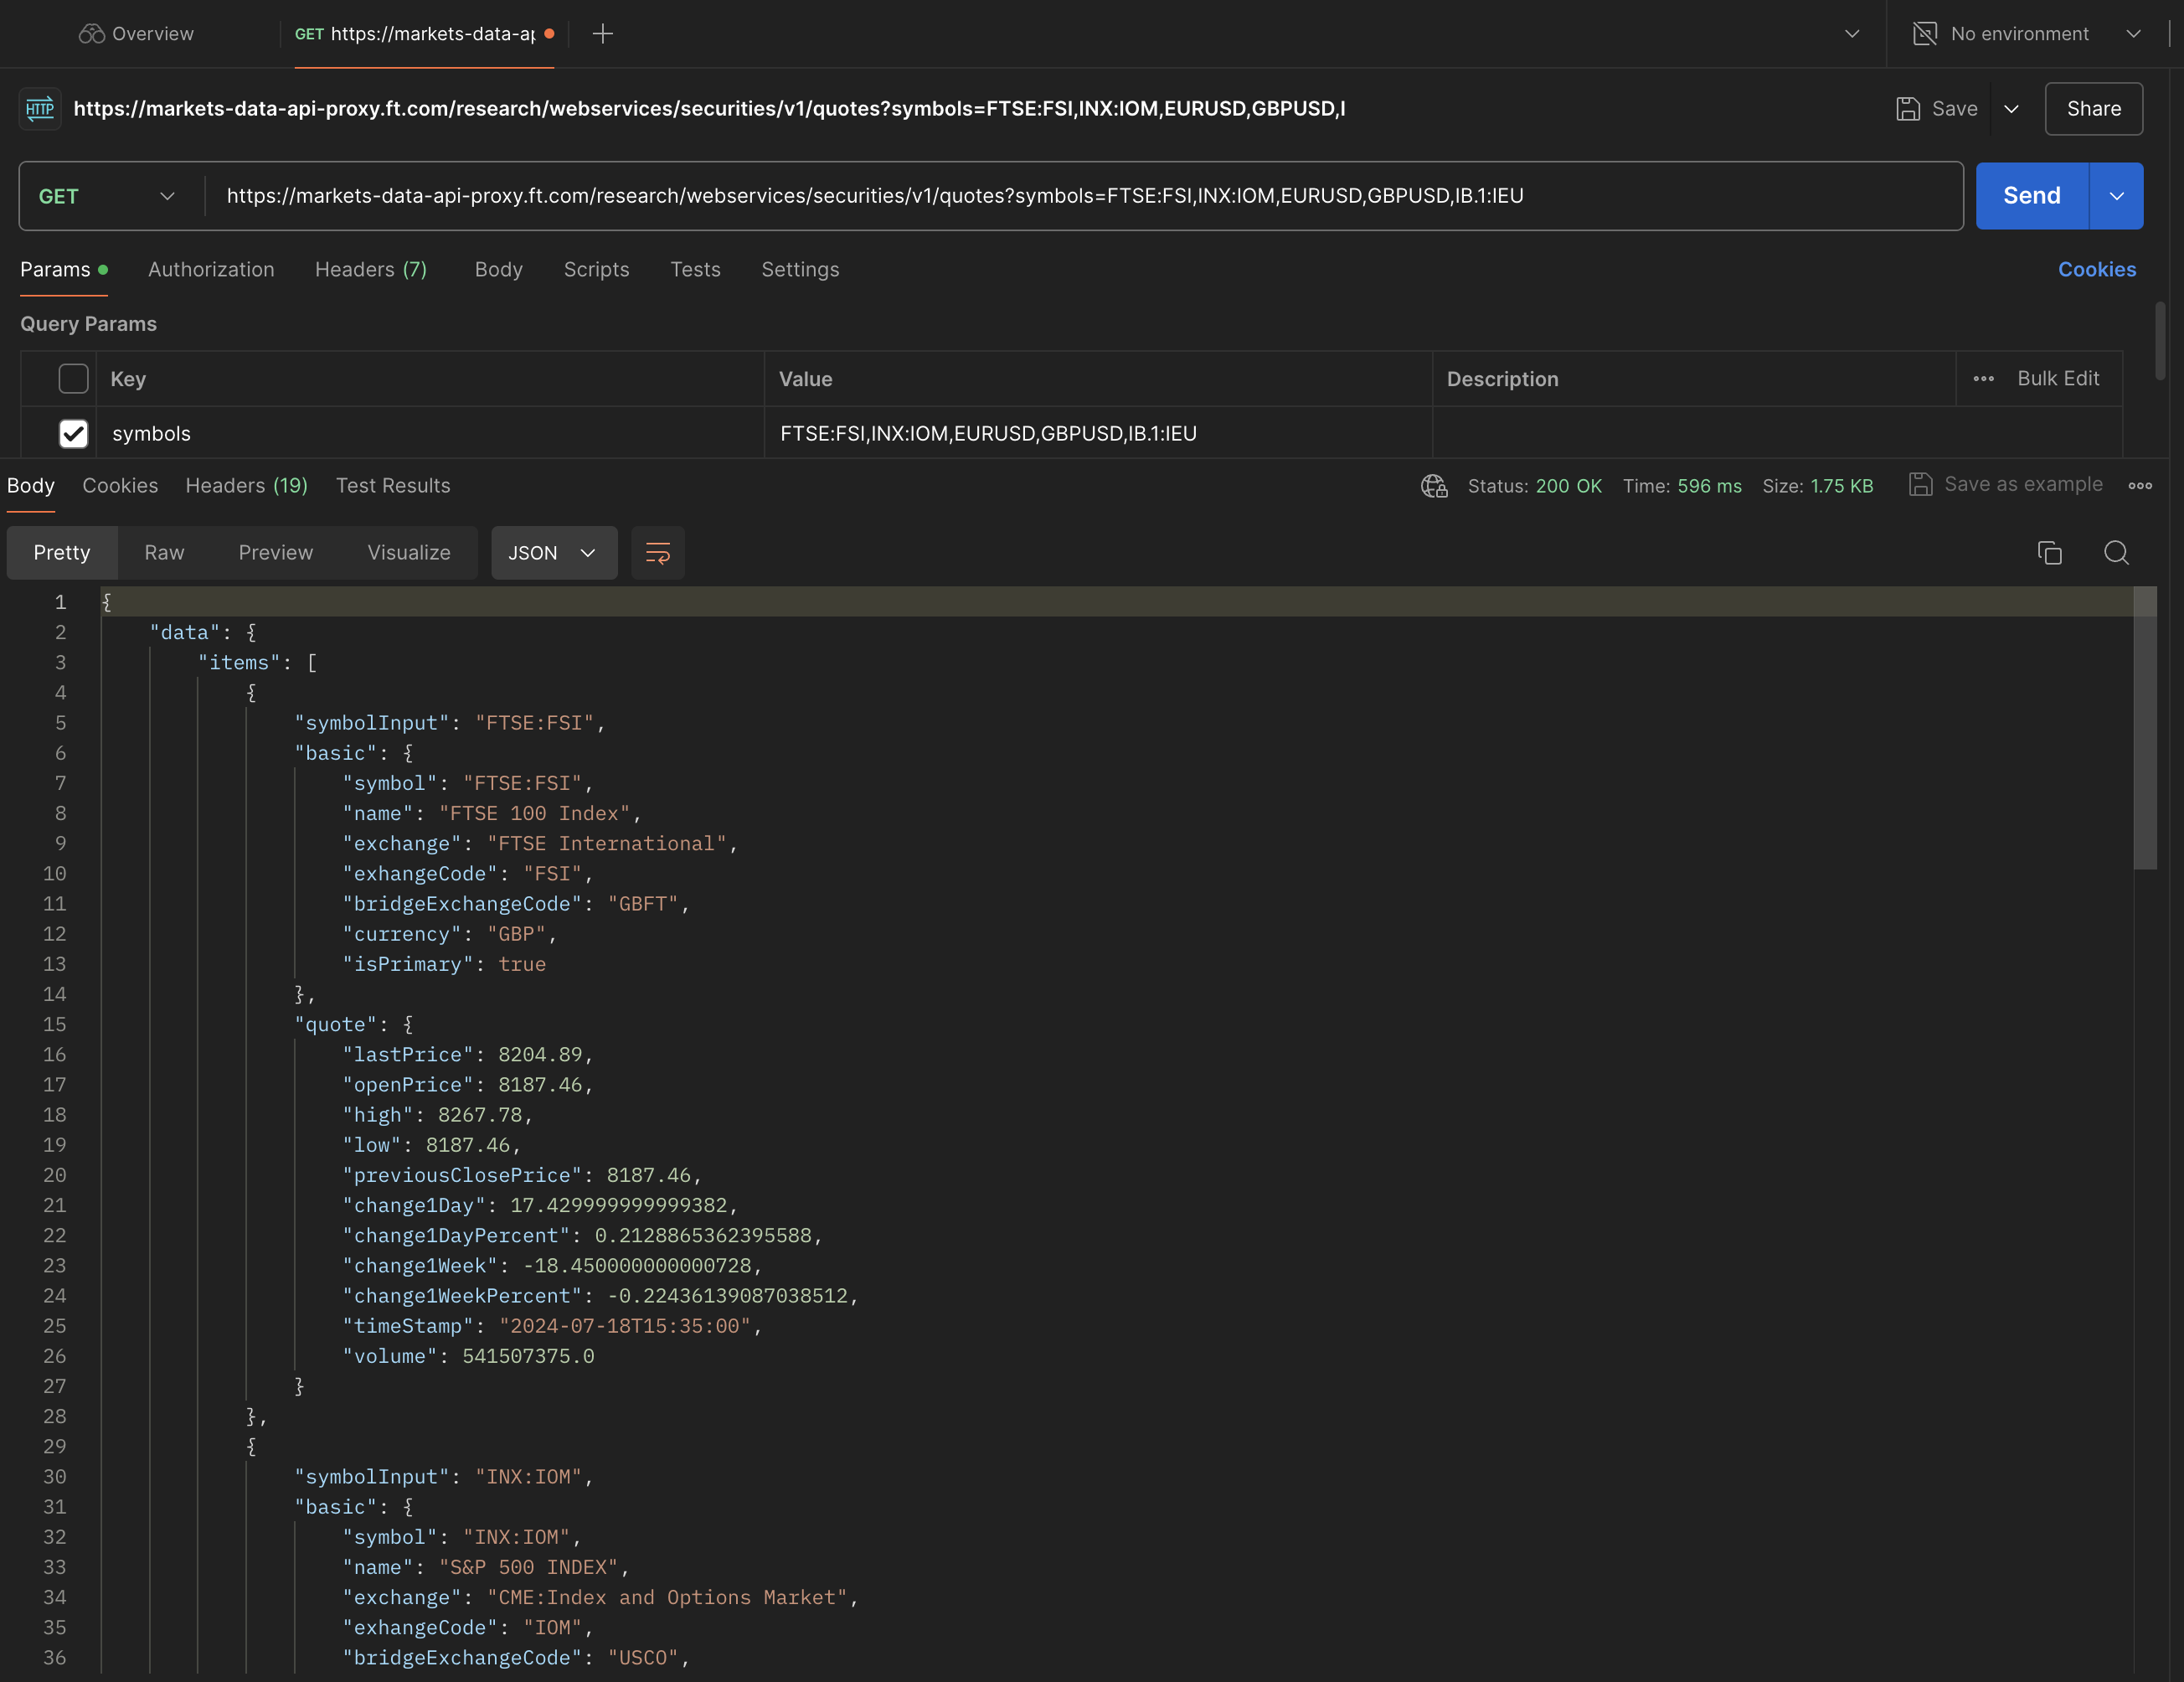 Overview
GET https://markets-data-ap
No environment
HTTP
https://markets-data-api-proxy.ft.com/research/webservices/securities/v1/quotes?symbols=FTSE:FSI,INX:IOM,EURUSD,GBPUSD,I
Save
Share
GET
https://markets-data-api-proxy.ft.com/research/webservices/securities/v1/quotes?symbols=FTSE:FSI,INX:IOM,EURUSD,GBPUSD,IB.1:IEU
Send
Params Authorization Headers (7) Body Scripts Tests Settings Cookies
Query Params
Key Value Description Bulk Edit
symbols FTSE:FSI,INX:IOM,EURUSD,GBPUSD,IB.1:IEU
Body Cookies Headers (19) Test Results Status: 200 OK Time: 596 ms Size: 1.75 KB Save as example
Pretty Raw Preview Visualize JSON
1 {
2 "data": {
3 "items": [
4 {
5 "symbolInput": "FTSE:FSI",
6 "basic": {
7 "symbol": "FTSE:FSI",
8 "name": "FTSE 100 Index",
9 "exchange": "FTSE International",
10 "exhangeCode": "FSI",
11 "bridgeExchangeCode": "GBFT",
12 "currency": "GBP",
13 "isPrimary": true
14 },
15 "quote": {
16 "lastPrice": 8204.89,
17 "openPrice": 8187.46,
18 "high": 8267.78,
19 "low": 8187.46,
20 "previousClosePrice": 8187.46,
21 "change1Day": 17.429999999999382,
22 "change1DayPercent": 0.2128865362395588,
23 "change1Week": -18.450000000000728,
24 "change1WeekPercent": -0.22436139087038512,
25 "timeStamp": "2024-07-18T15:35:00",
26 "volume": 541507375.0
27 }
28 },
29 {
30 "symbolInput": "INX:IOM",
31 "basic": {
32 "symbol": "INX:IOM",
33 "name": "S&P 500 INDEX",
34 "exchange": "CME:Index and Options Market",
35 "exhangeCode": "IOM",
36 "bridgeExchangeCode": "USCO",